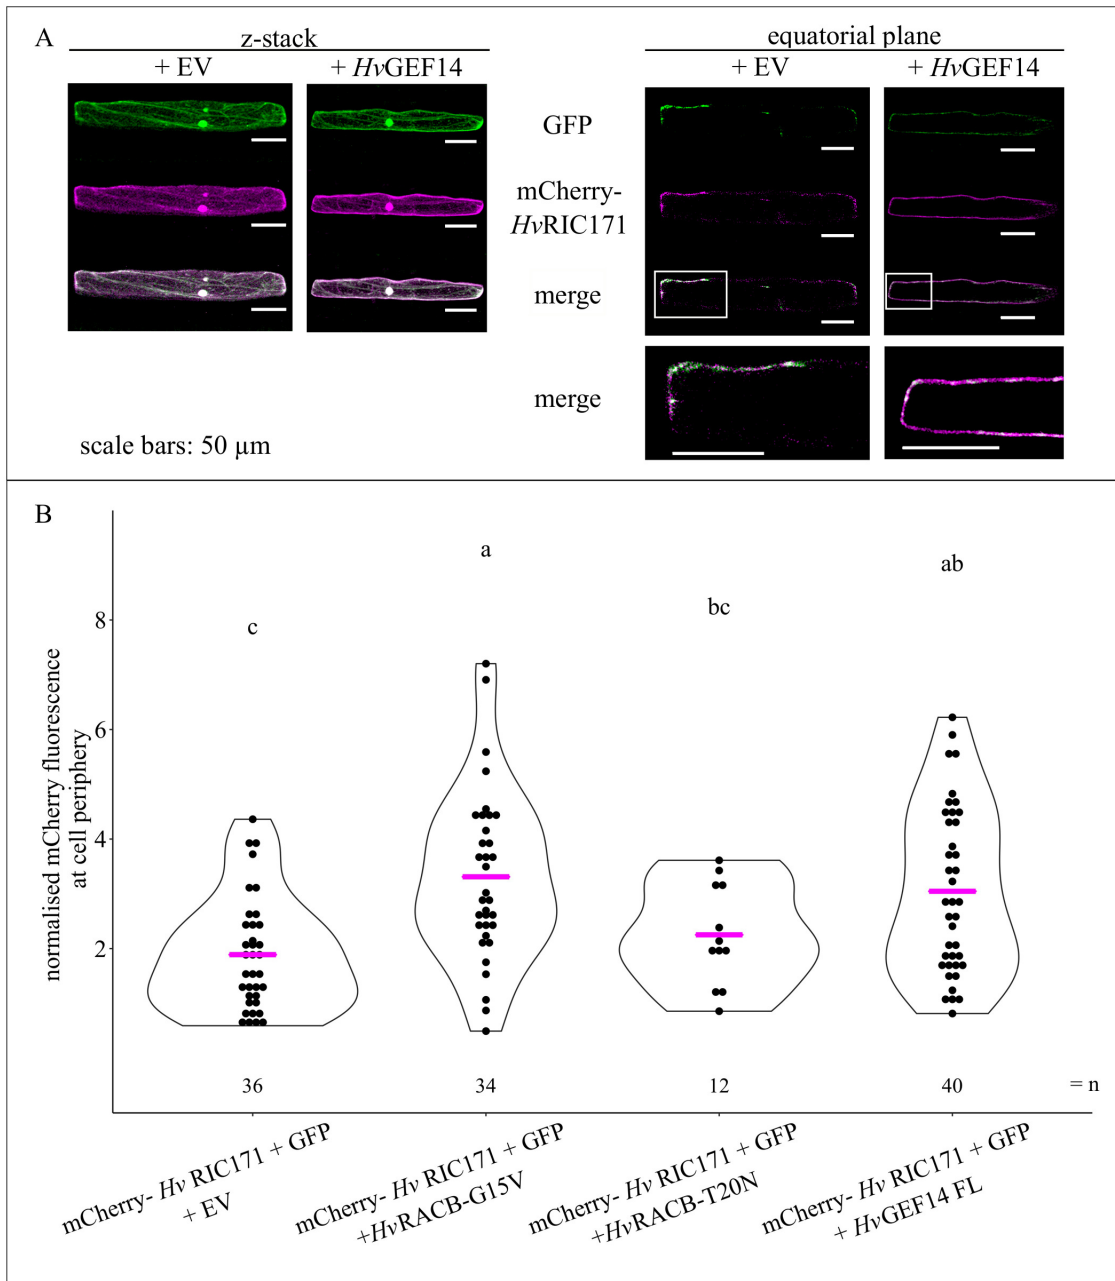 A
z-stack
equatorial plane
+ EV
+ HvGEF14
+ EV
+ HvGEF14
GFP
mCherry-
HvRIC171
merge
merge
scale bars: 50 µm
B
normalised mCherry fluorescence
at cell periphery
8
6
4
2
c
a
bc
ab
36
34
12
40
= n
mCherry- Hv RIC171 + GFP
+ EV
mCherry- Hv RIC171 + GFP
+HvRACB-G15V
mCherry- Hv RIC171 + GFP
+HvRACB-T20N
mCherry- Hv RIC171 + GFP
+ HvGEF14 FL